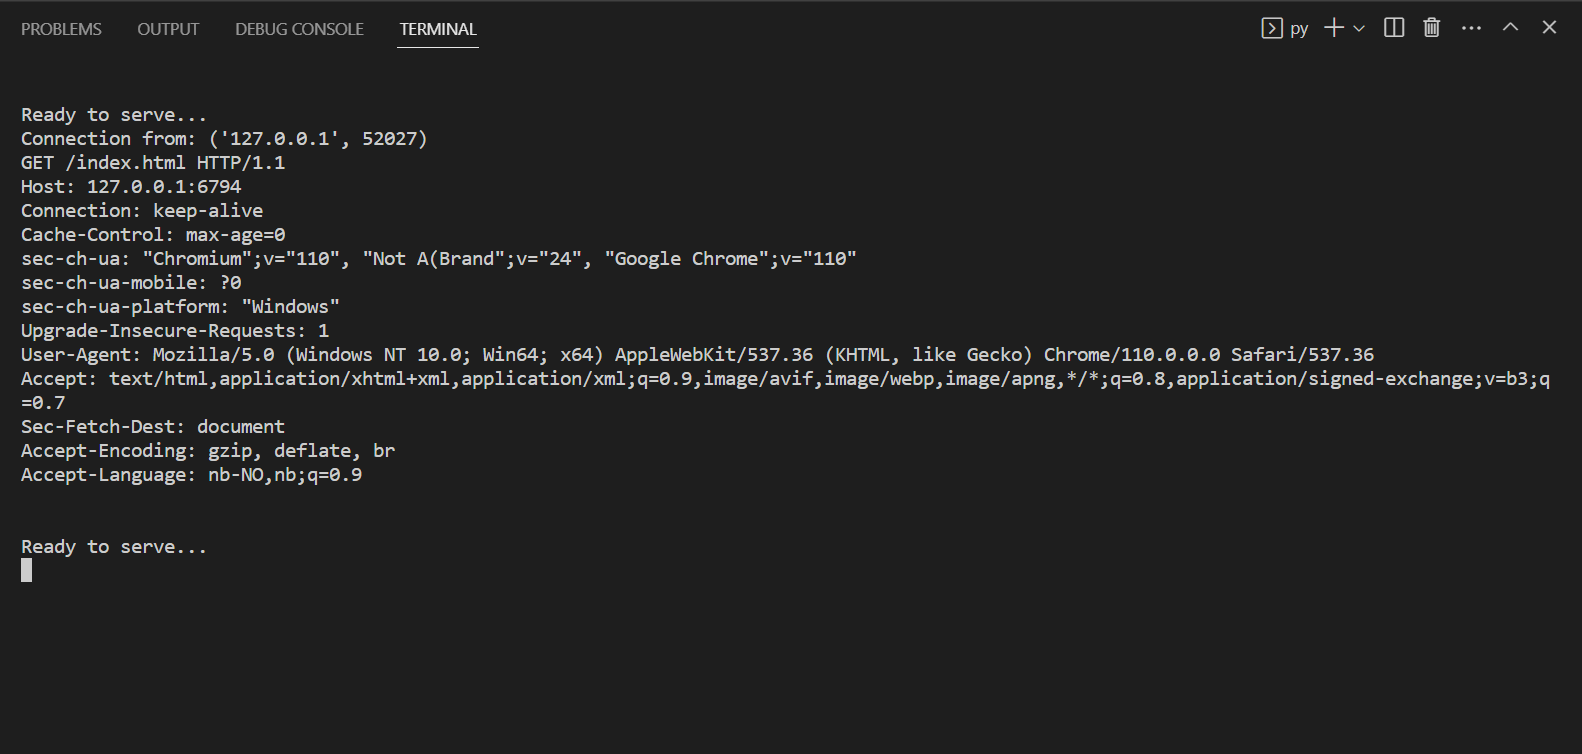 PROBLEMS OUTPUT DEBUG CONSOLE TERMINAL py
Ready to serve...
Connection from: ('127.0.0.1', 52027)
GET /index.html HTTP/1.1
Host: 127.0.0.1:6794
Connection: keep-alive
Cache-Control: max-age=0
sec-ch-ua: "Chromium";v="110", "Not A(Brand";v="24", "Google Chrome";v="110"
sec-ch-ua-mobile: ?0
sec-ch-ua-platform: "Windows"
Upgrade-Insecure-Requests: 1
User-Agent: Mozilla/5.0 (Windows NT 10.0; Win64; x64) AppleWebKit/537.36 (KHTML, like Gecko) Chrome/110.0.0.0 Safari/537.36
Accept: text/html,application/xhtml+xml,application/xml;q=0.9,image/avif,image/webp,image/apng,*/*;q=0.8,application/signed-exchange;v=b3;q
=0.7
Sec-Fetch-Dest: document
Accept-Encoding: gzip, deflate, br
Accept-Language: nb-NO,nb;q=0.9
Ready to serve...